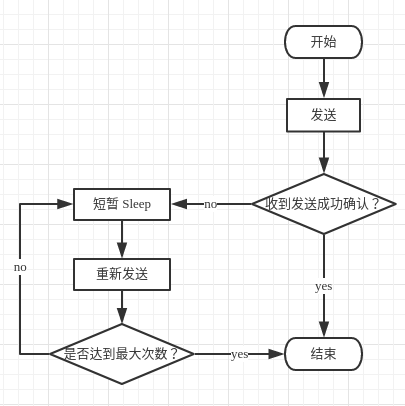 开始
发送
收到发送成功确认？
no
短暂 Sleep
重新发送
no
yes
是否达到最大次数？
yes
结束